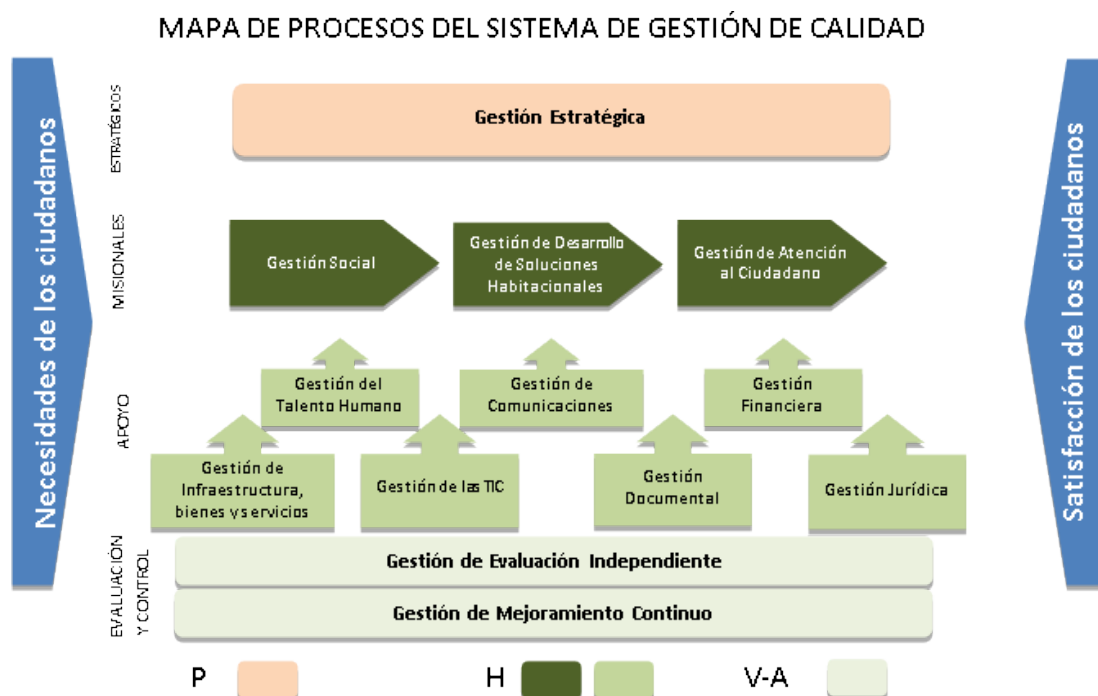 MAPA DE PROCESOS DEL SISTEMA DE GESTIÓN DE CALIDAD
Necesidades de los ciudadanos
ESTRATÉGICOS
Gestión Estratégica
MISIONALES
Gestión Social
Gestión de Desarrollo
de Soluciones
Habitacionales
Gestión de Atención
al Ciudadano
APOYO
Gestión del
Talento Humano
Gestión de
Comunicaciones
Gestión
Financiera
Gestión de
Infraestructura,
bienes y servicios
Gestión de las TIC
Gestión
Documental
Gestión Jurídica
EVALUACIÓN
Y CONTROL
Gestión de Evaluación Independiente
Gestión de Mejoramiento Continuo
Satisfacción de los ciudadanos
P
H
V-A